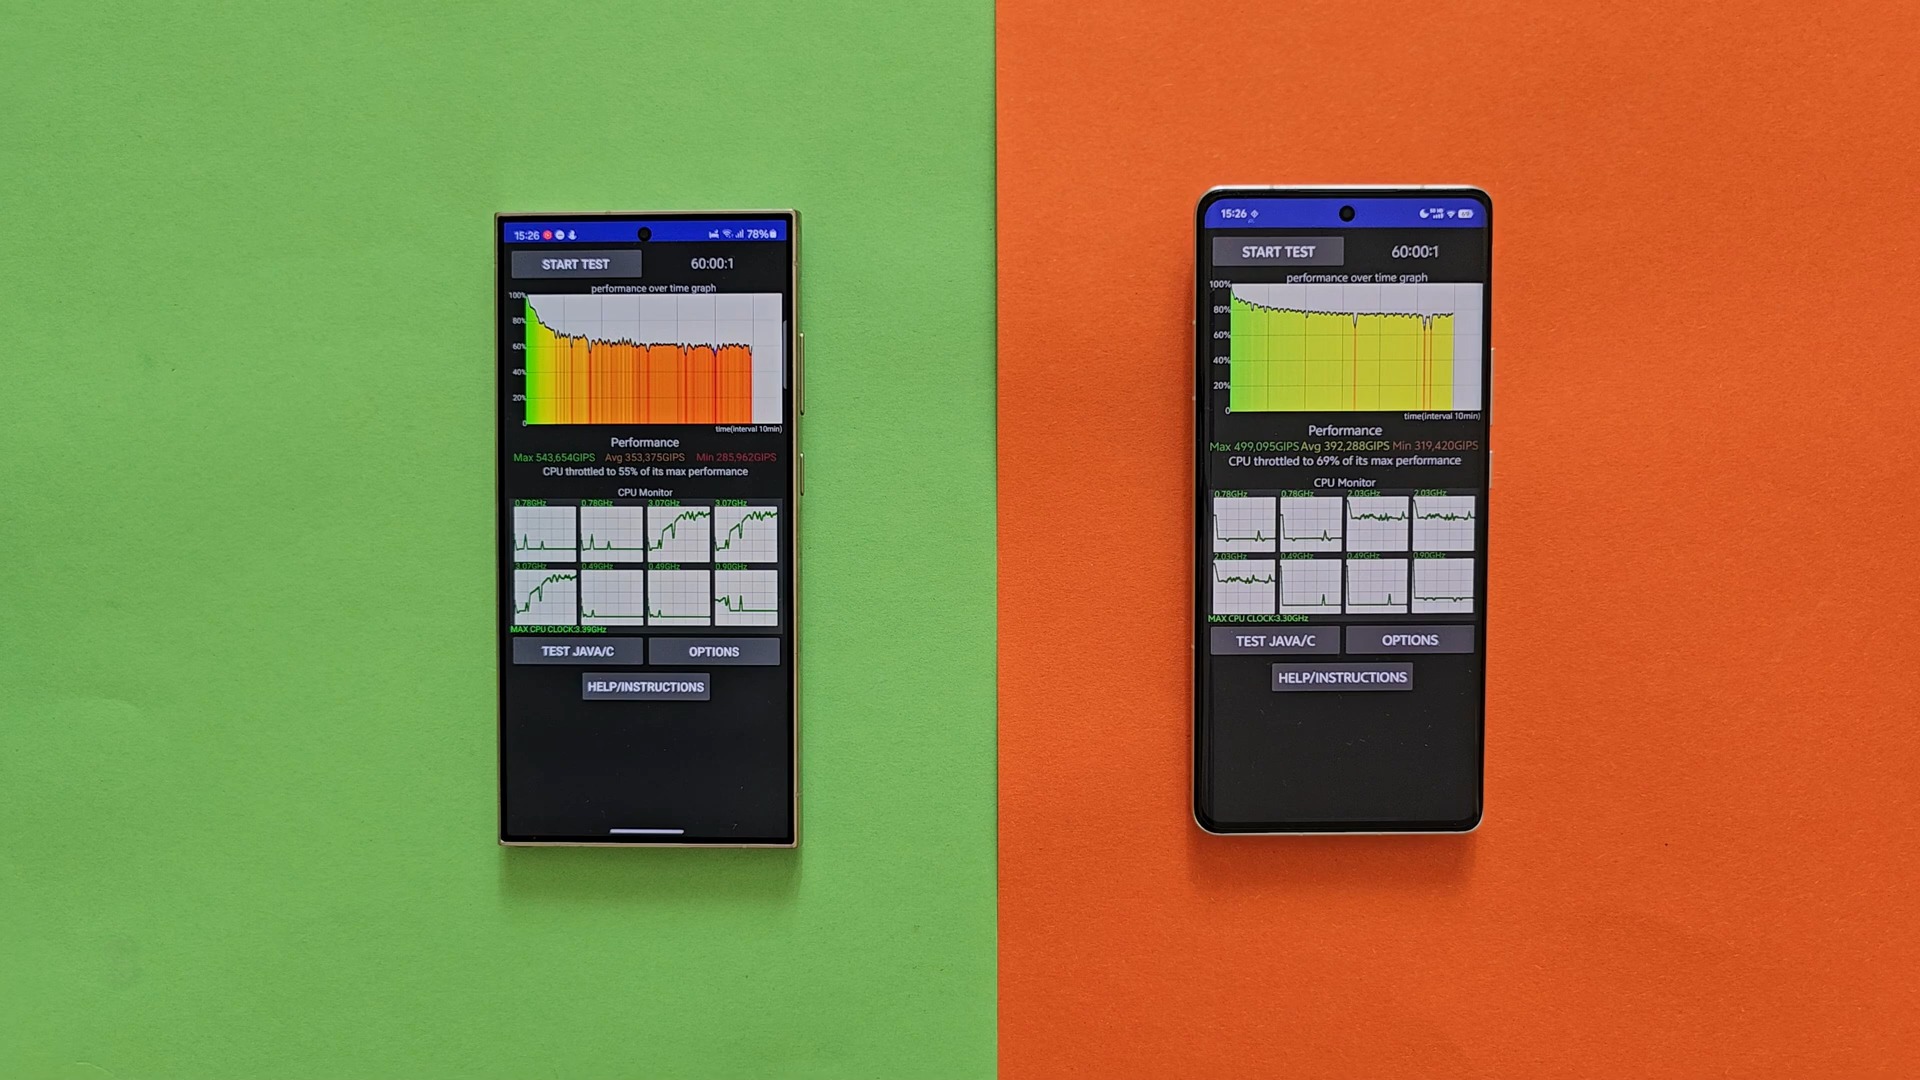 15:26
78%
START TEST
60:00:1
performance over time graph
100%
80%
60%
40%
20%
0
time(interval 10min)
Performance
Max 543,654GIPS Avg 353,375GIPS Min 285,962GIPS
CPU throttled to 55% of its max performance
CPU Monitor
0.78GHz 0.78GHz 3.07GHz 3.07GHz
3.07GHz 0.49GHz 0.49GHz 0.90GHz
MAX CPU CLOCK:3.39GHz
TEST JAVA/C
OPTIONS
HELP/INSTRUCTIONS
15:26
START TEST
60:00:1
performance over time graph
100%
80%
60%
40%
20%
0
time(interval 10min)
Performance
Max 499,095GIPS Avg 392,288GIPS Min 319,420GIPS
CPU throttled to 69% of its max performance
CPU Monitor
0.78GHz 0.78GHz 2.03GHz 2.03GHz
2.03GHz 0.49GHz 0.49GHz 0.90GHz
MAX CPU CLOCK:3.30GHz
TEST JAVA/C
OPTIONS
HELP/INSTRUCTIONS